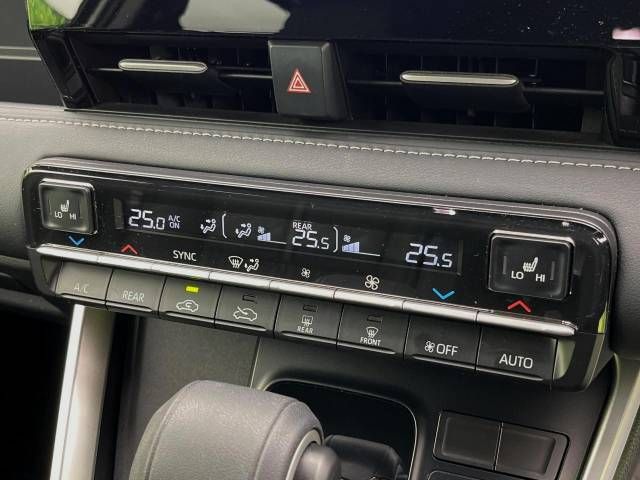 LO HI
25.0 A/C ON
REAR
25.5
25.5
LO HI
SYNC
A/C
REAR
REAR
FRONT
OFF
AUTO